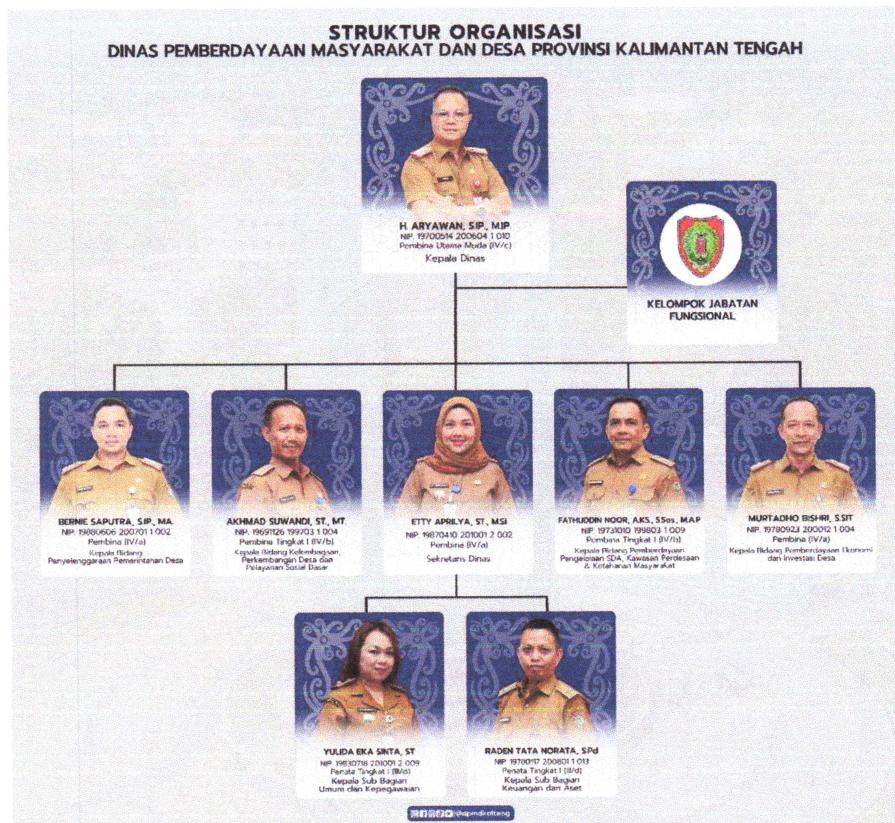 STRUKTUR ORGANISASI
DINAS PEMBERDAYAAN MASYARAKAT DAN DESA PROVINSI KALIMANTAN TENGAH
H. ARYAWAN, S.IP., M.IP.
NIP. 19700514 200604 1 010
Pembina Utama Muda (IV/c)
Kepala Dinas
KELOMPOK JABATAN
FUNGSIONAL
BERNIE SAPUTRA, S.IP., MA.
NIP. 19880606 200701 1 002
Pembina (IV/a)
Kepala Bidang
Penyelenggaraan Pemerintahan Desa
AKHMAD SUWANDI, ST., MT.
NIP. 19691126 199703 1 004
Pembina Tingkat I (IV/b)
Kepala Bidang Kelembagaan,
Perkembangan Desa dan
Pelayanan Sosial Dasar
ETTY APRILYA, ST., M.Si
NIP. 19870410 201001 2 002
Pembina (IV/a)
Sekretaris Dinas
FATHUDDIN NOOR, A.KS., S.Sos., M.A.P
NIP. 19731010 199803 1 009
Pembina Tingkat I (IV/b)
Kepala Bidang Pemberdayaan
Pengelolaan SDA, Kawasan Perdesaan
& Ketahanan Masyarakat
MURTADHO BISHRI, S.SIT
NIP. 19780923 200012 1 004
Pembina (IV/a)
Kepala Bidang Pemberdayaan Ekonomi
dan Investasi Desa
YULIDA EKA SINTA, ST
NIP. 19830718 201001 2 009
Penata Tingkat I (III/d)
Kepala Sub Bagian
Umum dan Kepegawaian
RADEN TATA NORATA, S.Pd
NIP. 19780117 200801 1 013
Penata Tingkat I (III/d)
Kepala Sub Bagian
Keuangan dan Aset
@dpmdkalteng